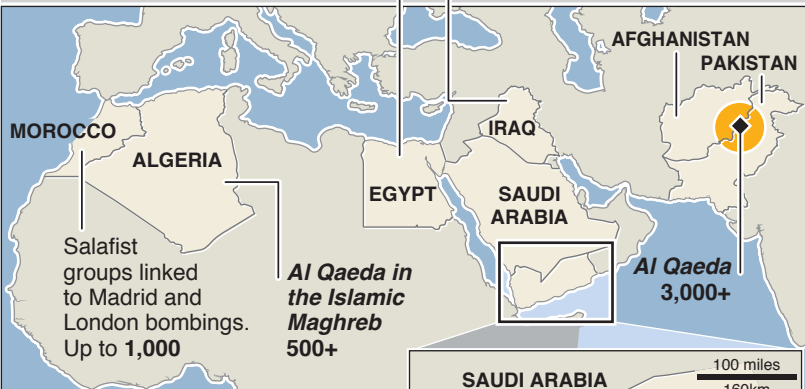 AFGHANISTAN
PAKISTAN
MOROCCO
IRAQ
ALGERIA
EGYPT
SAUDI
ARABIA
Salafist
groups linked
to Madrid and
London bombings.
Up to 1,000
Al Qaeda in
the Islamic
Maghreb
500+
Al Qaeda
3,000+
100 miles
SAUDI ARABIA
160km